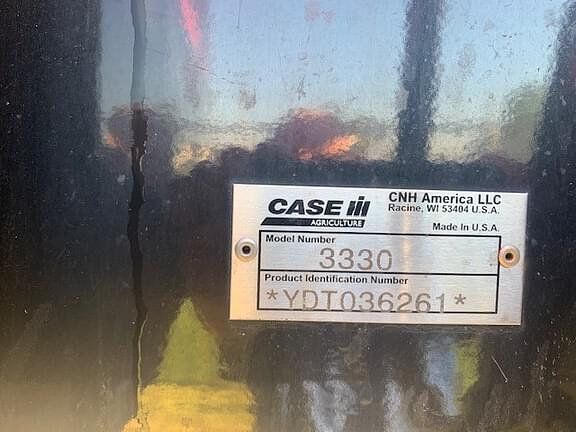 CASE IH
AGRICULTURE
CNH America LLC
Racine, WI 53404 U.S.A.
Made In U.S.A.
Model Number
3330
Product Identification Number
*YDT036261*